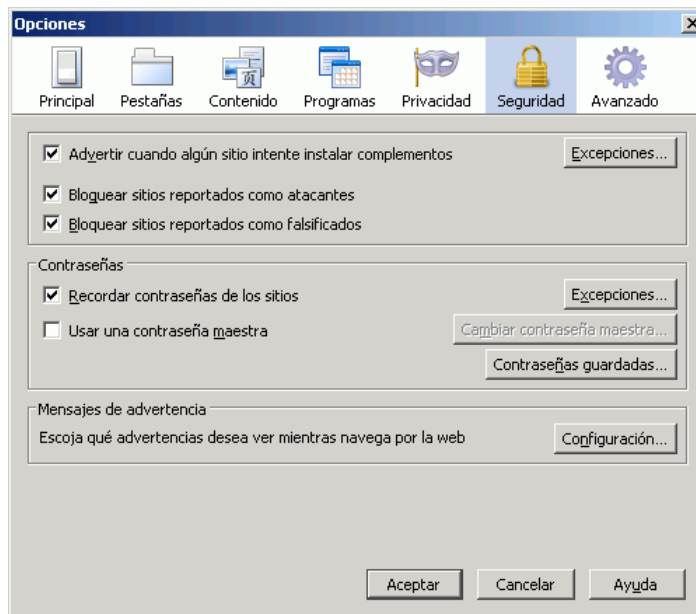 Opciones
Principal Pestañas Contenido Programas Privacidad Seguridad Avanzado
Advertir cuando algún sitio intente instalar complementos Excepciones...
Bloquear sitios reportados como atacantes
Bloquear sitios reportados como falsificados
Contraseñas
Recordar contraseñas de los sitios Excepciones...
Usar una contraseña maestra Cambiar contraseña maestra...
Contraseñas guardadas...
Mensajes de advertencia
Escoja qué advertencias desea ver mientras navega por la web Configuración...
Aceptar Cancelar Ayuda